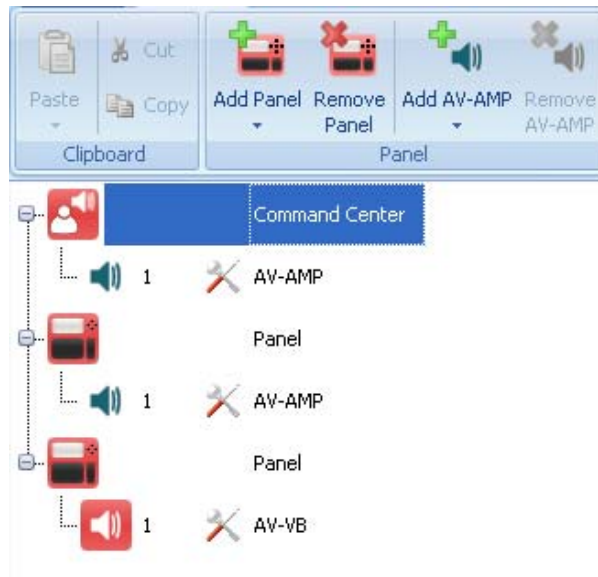 Cut
Paste Copy Add Panel Remove Panel Add AV-AMP Remove AV-AMP
Clipboard Panel
Command Center
1 AV-AMP
Panel
1 AV-AMP
Panel
1 AV-VB